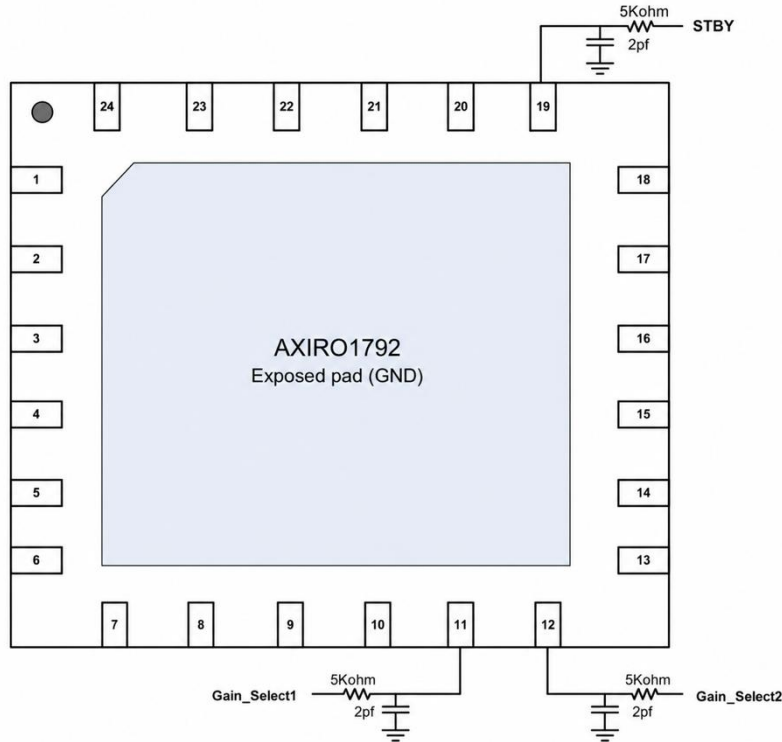 5Kohm
STBY
2pf
24 23 22 21 20 19
1 18
2 17
3 16
AXIRO1792
Exposed pad (GND)
4 15
5 14
6 13
7 8 9 10 11 12
5Kohm 5Kohm
Gain_Select1 Gain_Select2
2pf 2pf